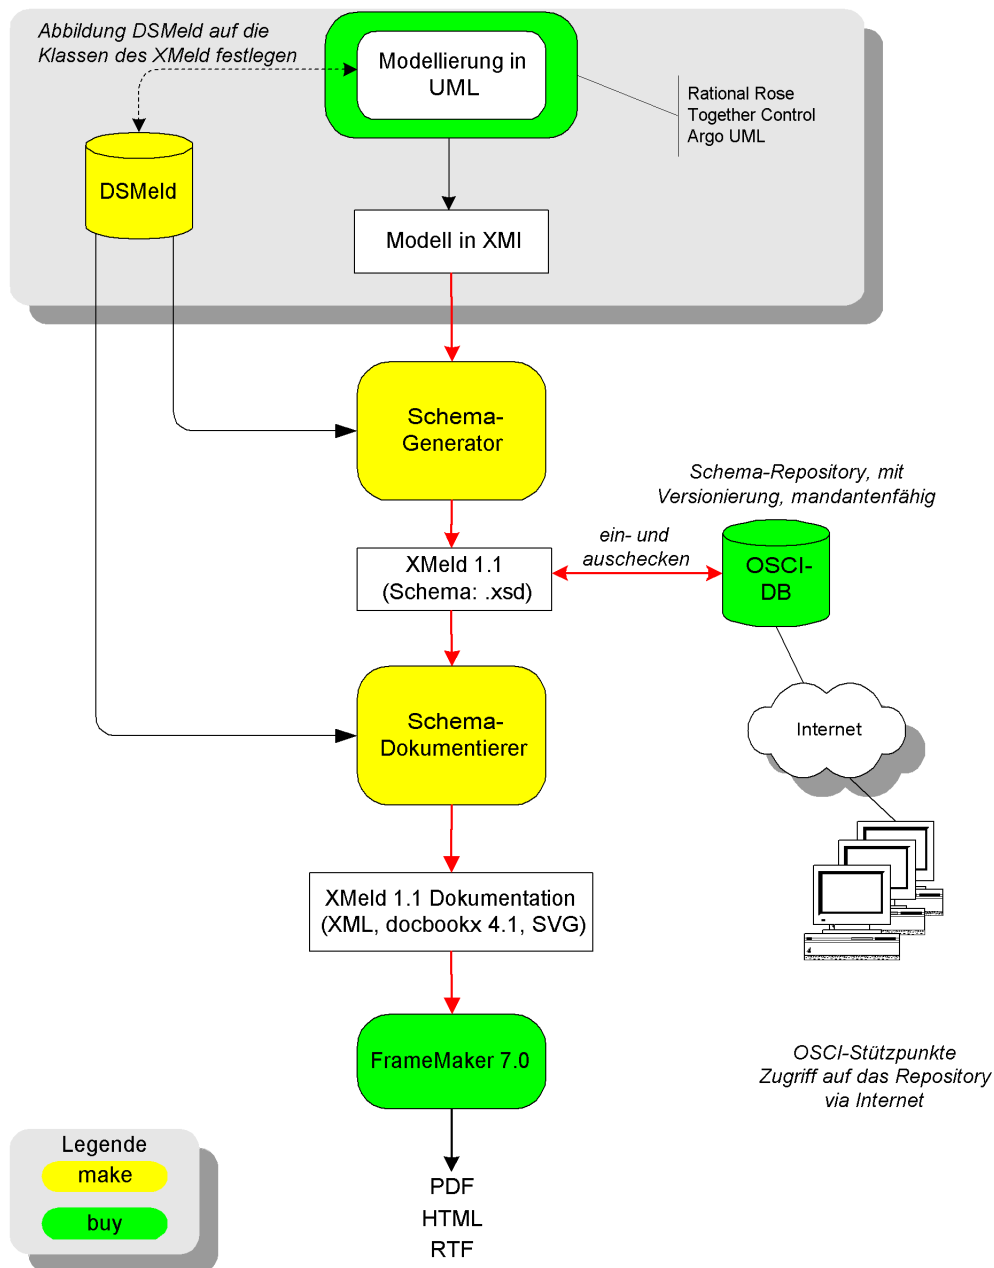 Abbildung DSMeld auf die
Klassen des XMeld festlegen
Modellierung in
UML
Rational Rose
Together Control
Argo UML
DSMeld
Modell in XMI
Schema-
Generator
Schema-Repository, mit
Versionierung, mandantenfähig
ein- und
auschecken
XMeld 1.1
(Schema: .xsd)
OSCI-
DB
Schema-
Dokumentierer
Internet
XMeld 1.1 Dokumentation
(XML, docbookx 4.1, SVG)
FrameMaker 7.0
OSCI-Stützpunkte
Zugriff auf das Repository
via Internet
Legende
make
buy
PDF
HTML
RTF